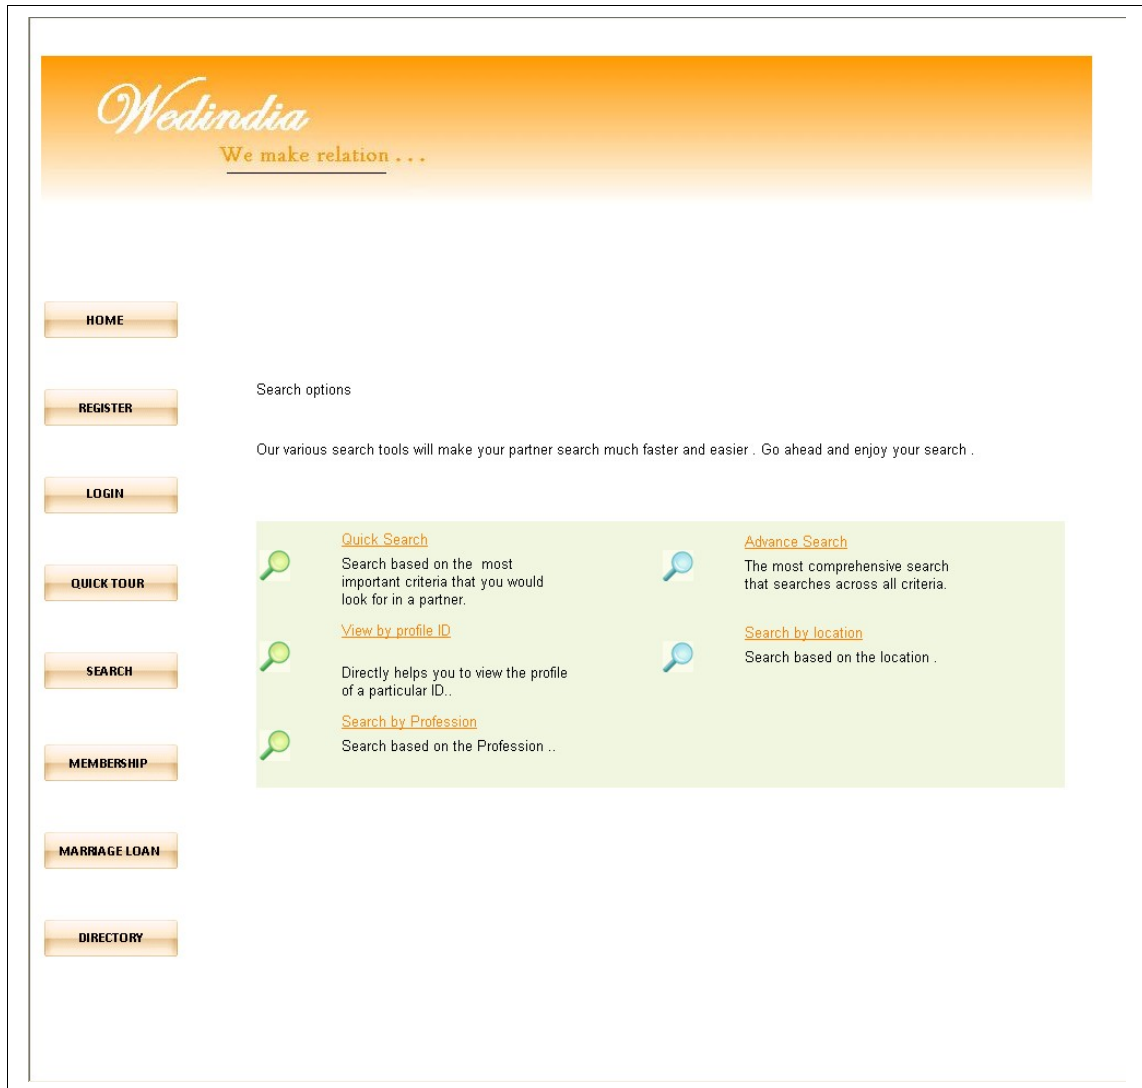 Wedindia
We make relation . . .
HOME
REGISTER
LOGIN
QUICK TOUR
SEARCH
MEMBERSHIP
MARRIAGE LOAN
DIRECTORY
Search options
Our various search tools will make your partner search much faster and easier . Go ahead and enjoy your search .
Quick Search
Search based on the  most
important criteria that you would
look for in a partner.
Advance Search
The most comprehensive search
that searches across all criteria.
View by profile ID
Directly helps you to view the profile
of a particular ID..
Search by location
Search based on the location .
Search by Profession
Search based on the Profession ..